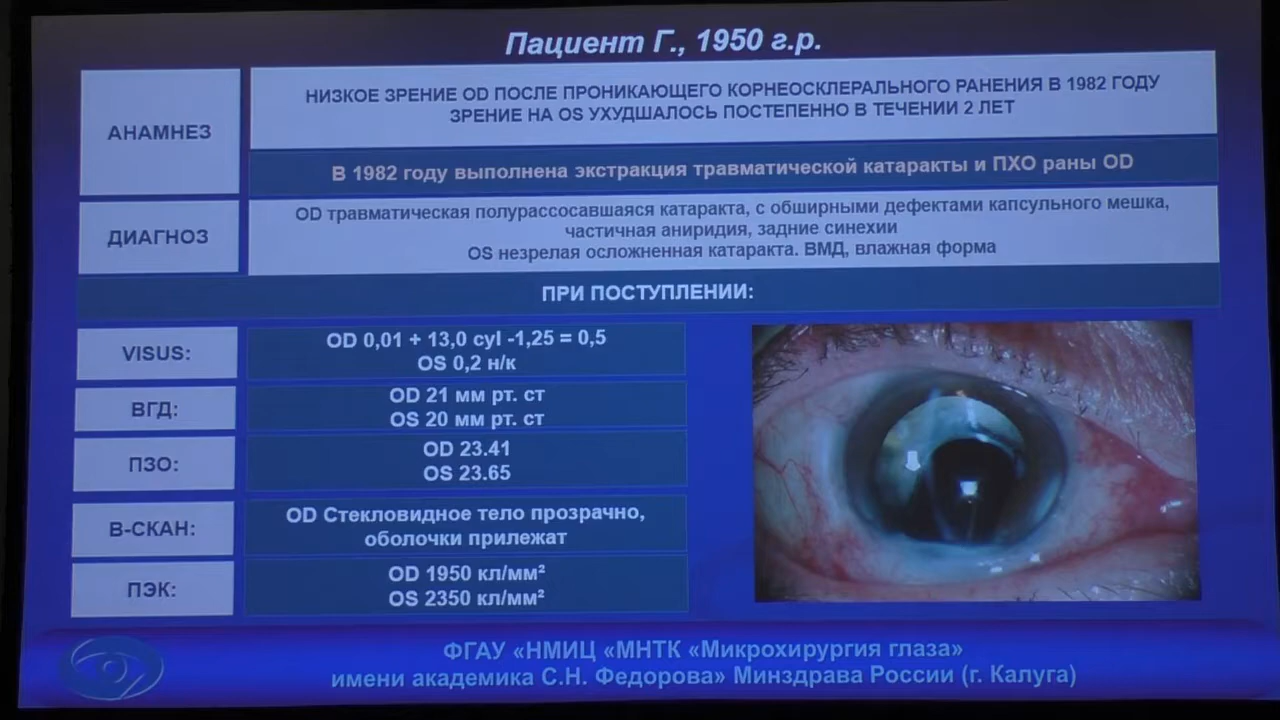 Пациент Г., 1950 г.р.
АНАМНЕЗ
НИЗКОЕ ЗРЕНИЕ OD ПОСЛЕ ПРОНИКАЮЩЕГО КОРНЕОСКЛЕРАЛЬНОГО РАНЕНИЯ В 1982 ГОДУ
ЗРЕНИЕ НА OS УХУДШАЛОСЬ ПОСТЕПЕННО В ТЕЧЕНИИ 2 ЛЕТ
В 1982 году выполнена экстракция травматической катаракты и ПХО раны OD
ДИАГНОЗ
OD травматическая полурассосавшаяся катаракта, с обширными дефектами капсульного мешка,
частичная аниридия, задние синехии
OS незрелая осложненная катаракта. ВМД, влажная форма
ПРИ ПОСТУПЛЕНИИ:
VISUS:
OD 0,01 + 13,0 cyl -1,25 = 0,5
OS 0,2 н/к
ВГД:
OD 21 мм рт. ст
OS 20 мм рт. ст
ПЗО:
OD 23.41
OS 23.65
В-СКАН:
OD Стекловидное тело прозрачно,
оболочки прилежат
ПЭК:
OD 1950 кл/мм²
OS 2350 кл/мм²
ФГАУ «НМИЦ «МНТК «Микрохирургия глаза»
имени академика С.Н. Федорова» Минздрава России (г. Калуга)